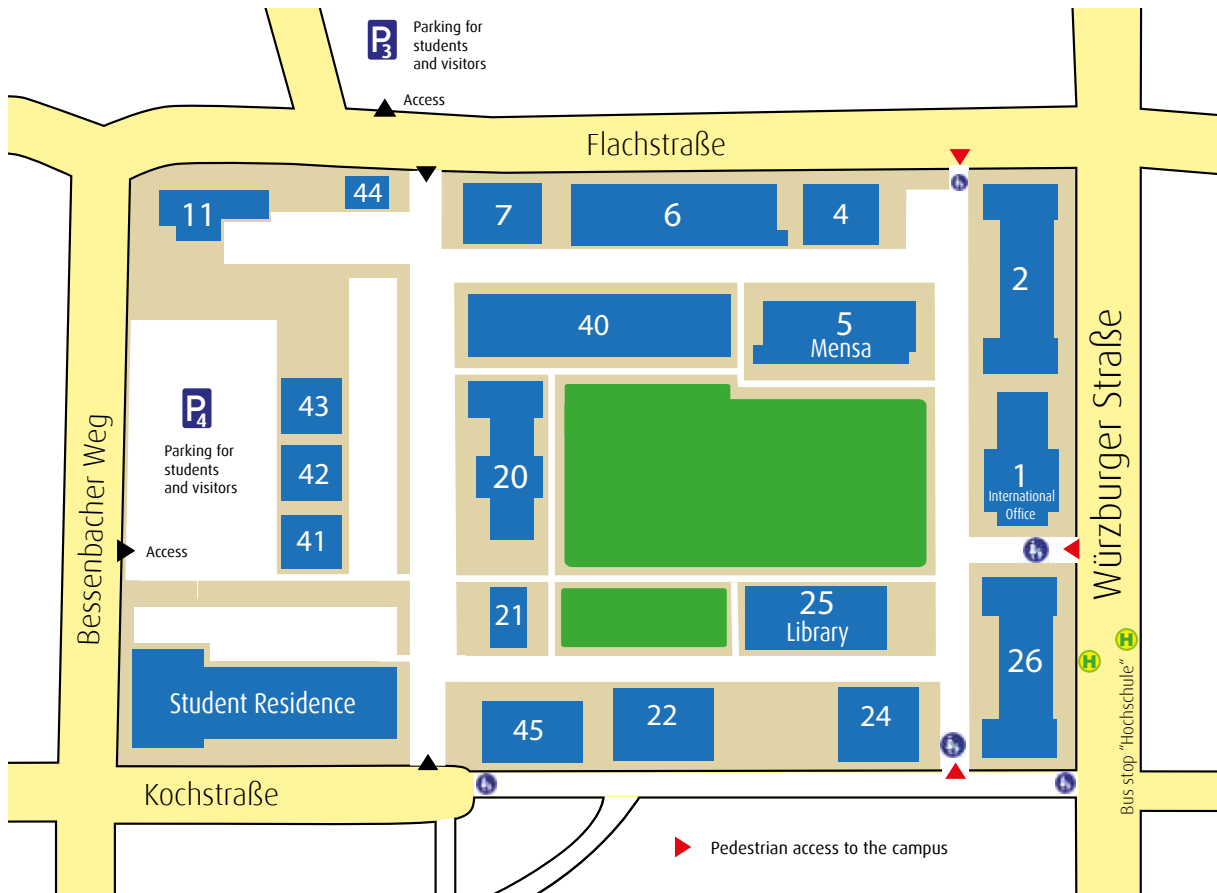 P3
Parking for
students
and visitors
Access
Flachstraße
11
44
7
6
4
2
40
5
Mensa
P4
Parking for
students
and visitors
43
42
41
20
1
International
Office
Würzburger Straße
Bessenbacher Weg
Access
21
25
Library
26
H
H
Bus stop "Hochschule"
Student Residence
45
22
24
Kochstraße
Pedestrian access to the campus